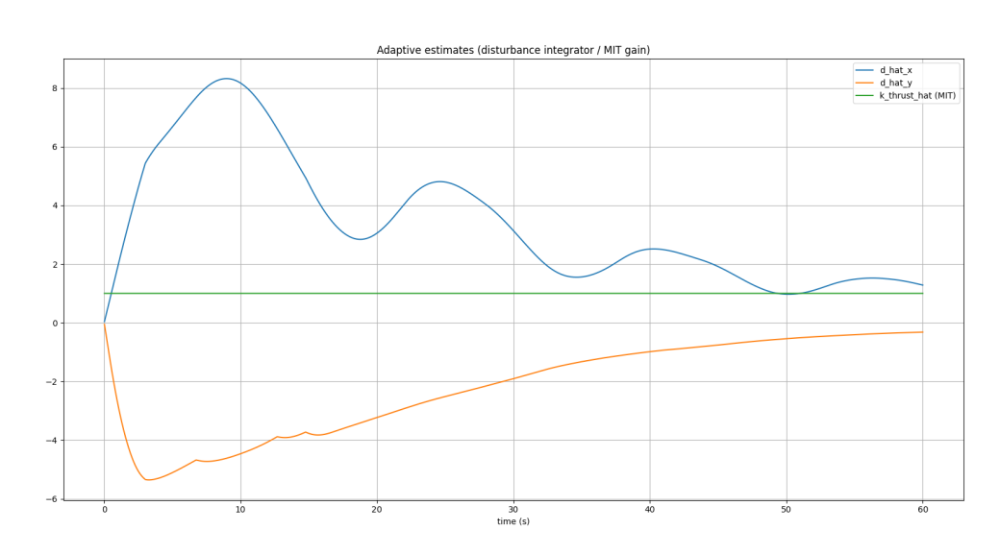 Adaptive estimates (disturbance integrator / MIT gain)
d_hat_x
d_hat_y
k_thrust_hat (MIT)
8
6
4
2
0
−2
−4
−6
0 10 20 30 40 50 60
time (s)